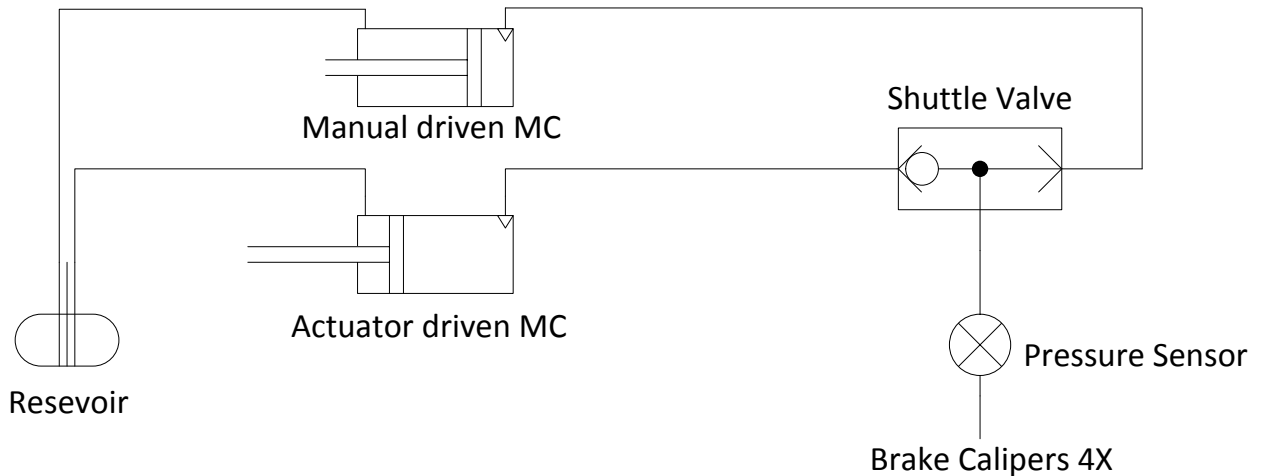 Shuttle Valve
Manual driven MC
Actuator driven MC
Pressure Sensor
Resevoir
Brake Calipers 4X